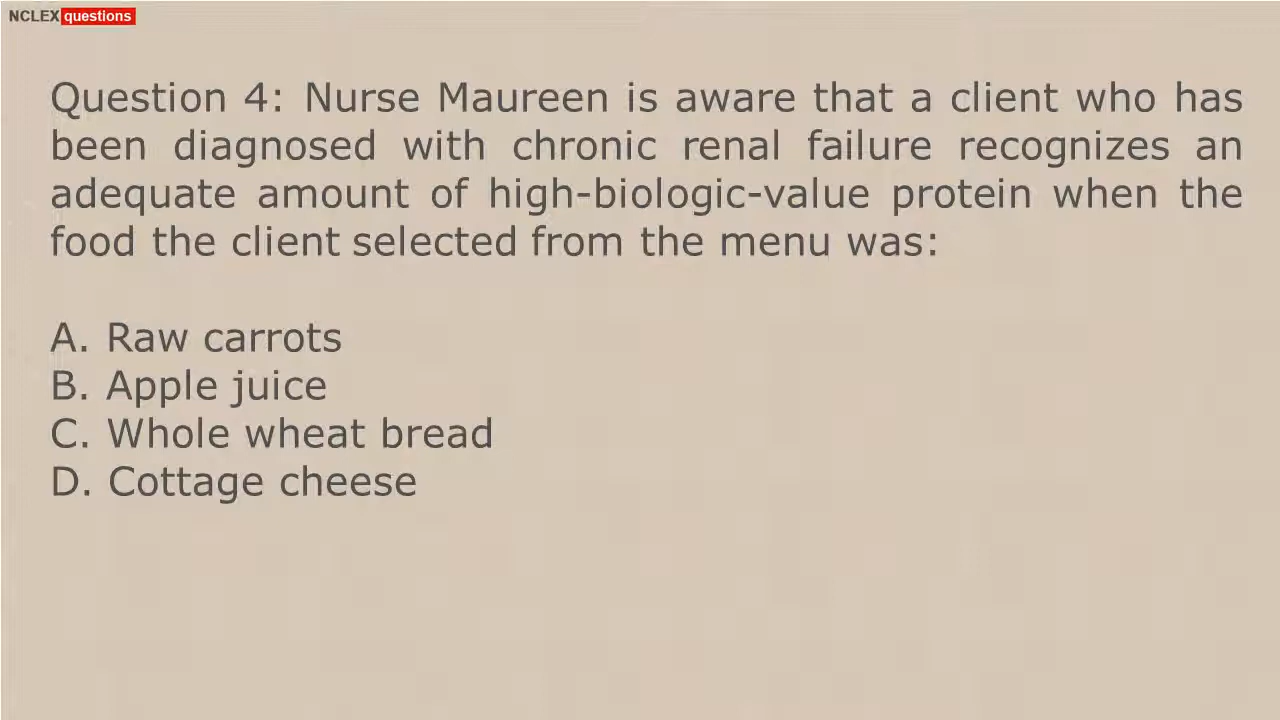 NCLEX questions
Question 4: Nurse Maureen is aware that a client who has
been diagnosed with chronic renal failure recognizes an
adequate amount of high-biologic-value protein when the
food the client selected from the menu was:
A. Raw carrots
B. Apple juice
C. Whole wheat bread
D. Cottage cheese